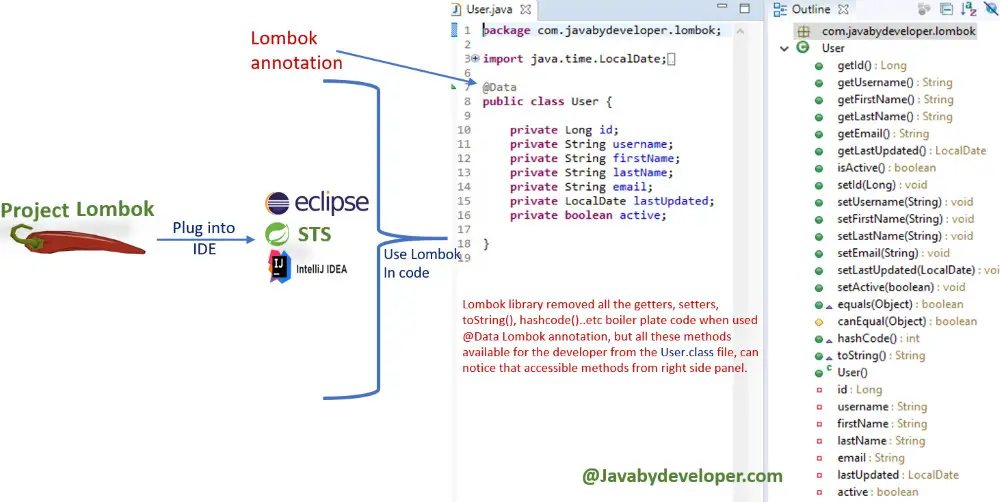 Lombok
annotation
Project Lombok
Plug into
IDE
eclipse
STS
IJ
IntelliJ IDEA
Use Lombok
In code
User.java
1 package com.javabydeveloper.lombok;
2
3 import java.time.LocalDate;
6
7 @Data
8 public class User {
9
10 private Long id;
11 private String username;
12 private String firstName;
13 private String lastName;
14 private String email;
15 private LocalDate lastUpdated;
16 private boolean active;
17
18 }
19
Lombok library removed all the getters, setters,
toString(), hashcode()..etc boiler plate code when used
@Data Lombok annotation, but all these methods
available for the developer from the User.class file, can
notice that accessible methods from right side panel.
@Javabydeveloper.com
Outline
com.javabydeveloper.lombok
User
getId() : Long
getUsername() : String
getFirstName() : String
getLastName() : String
getEmail() : String
getLastUpdated() : LocalDate
isActive() : boolean
setId(Long) : void
setUsername(String) : void
setFirstName(String) : void
setLastName(String) : void
setEmail(String) : void
setLastUpdated(LocalDate) : void
setActive(boolean) : void
equals(Object) : boolean
canEqual(Object) : boolean
hashCode() : int
toString() : String
User()
id : Long
username : String
firstName : String
lastName : String
email : String
lastUpdated : LocalDate
active : boolean